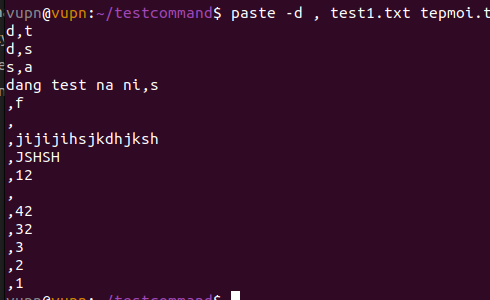 vupn@vupn:~/testcommand$ paste -d , test1.txt tepmoi.t
d,t
d,s
s,a
dang test na ni,s
,f
,
,jijijihsjkdhjksh
,JSHSH
,12
,
,42
,32
,3
,2
,1
vupn@vupn:~/testcommand$